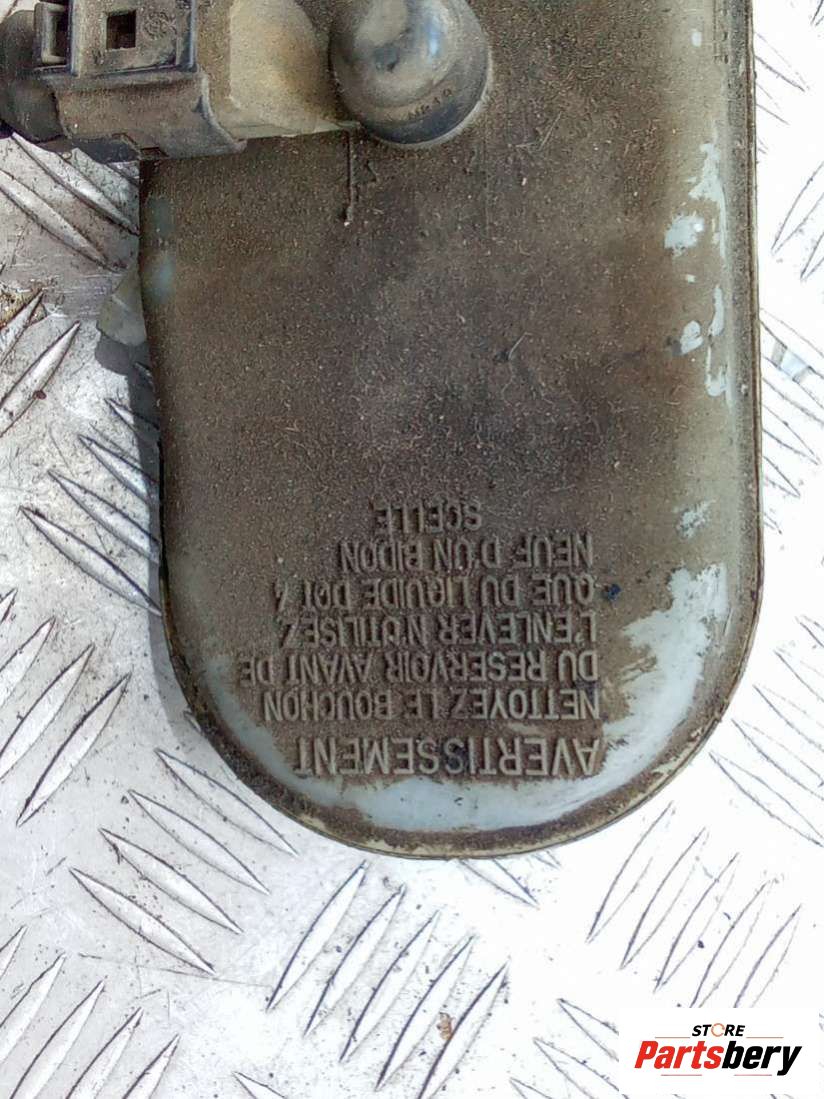 AVERTISSEMENT
NETTOYEZ LE BOUCHON
DU RESERVOIR AVANT DE
L'ENLEVER N'UTILISEZ
QUE DU LIQUIDE DOT 4
NEUF D'UN BIDON
SCELLE
STORE
Partsbery